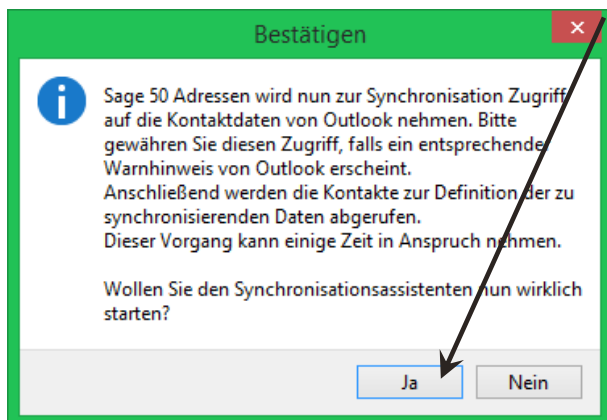 Bestätigen
Sage 50 Adressen wird nun zur Synchronisation Zugriff
auf die Kontaktdaten von Outlook nehmen. Bitte
gewähren Sie diesen Zugriff, falls ein entsprechender
Warnhinweis von Outlook erscheint.
Anschließend werden die Kontakte zur Definition der zu
synchronisierenden Daten abgerufen.
Dieser Vorgang kann einige Zeit in Anspruch nehmen.
Wollen Sie den Synchronisationsassistenten nun wirklich
starten?
Ja Nein